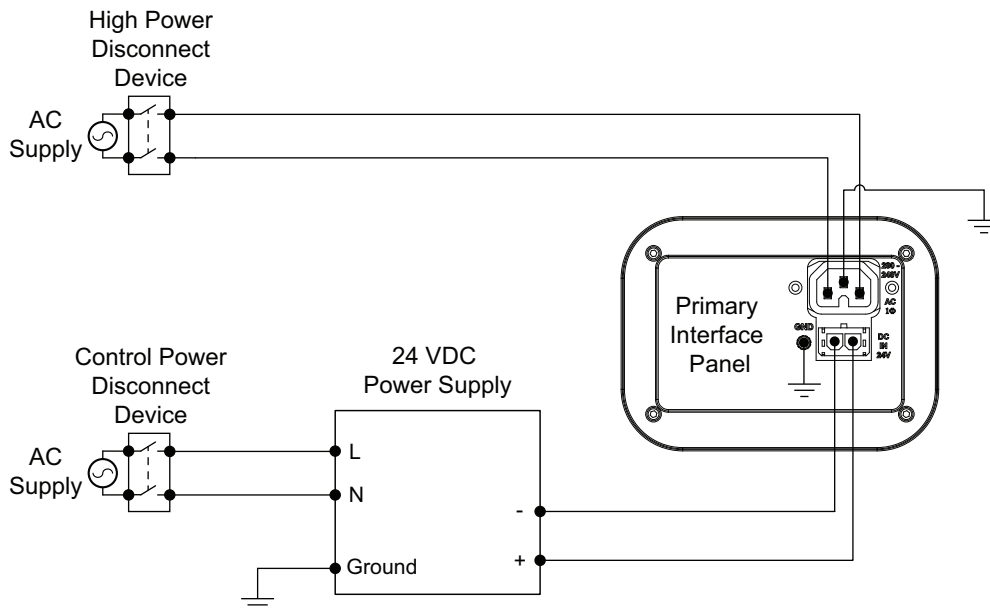 High Power
Disconnect
Device
AC
Supply
200 -
240V
AC
1Φ
Primary
Interface
Panel
GND
DC
IN
24V
Control Power
Disconnect
Device
24 VDC
Power Supply
AC
Supply
L
N
-
+
Ground